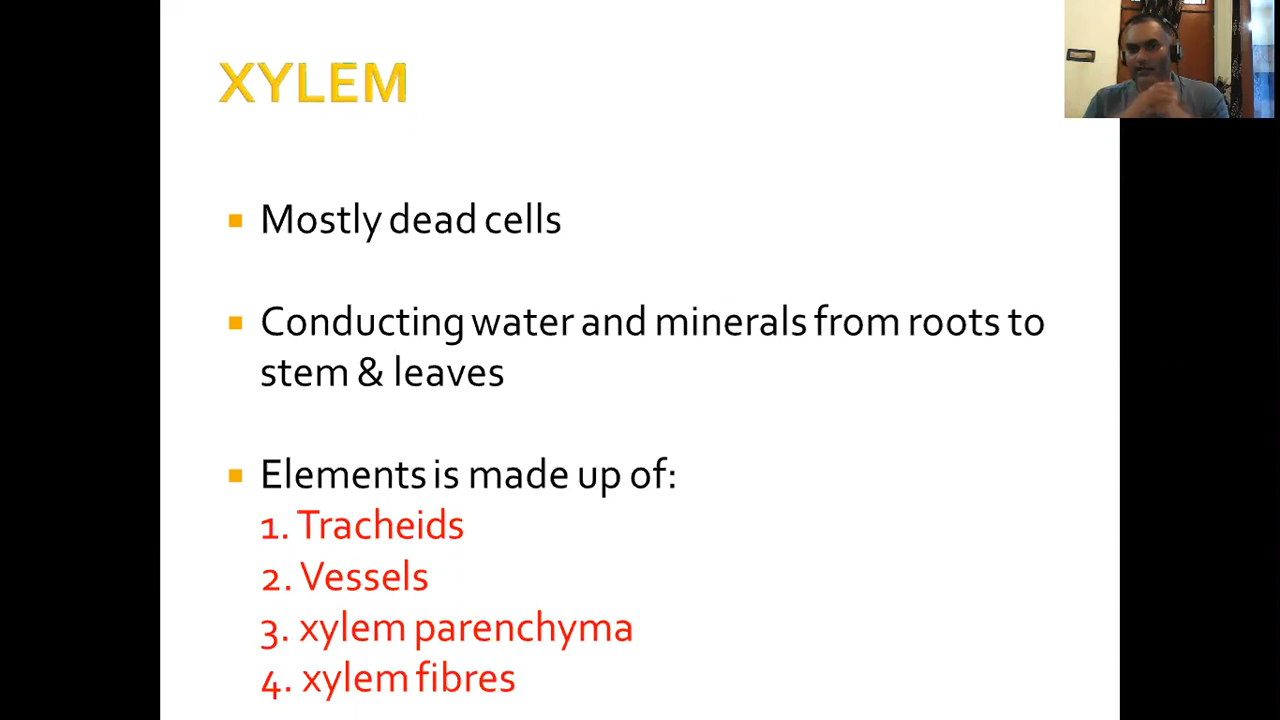 XYLEM
Mostly dead cells
Conducting water and minerals from roots to
stem & leaves
Elements is made up of:
1. Tracheids
2. Vessels
3. xylem parenchyma
4. xylem fibres